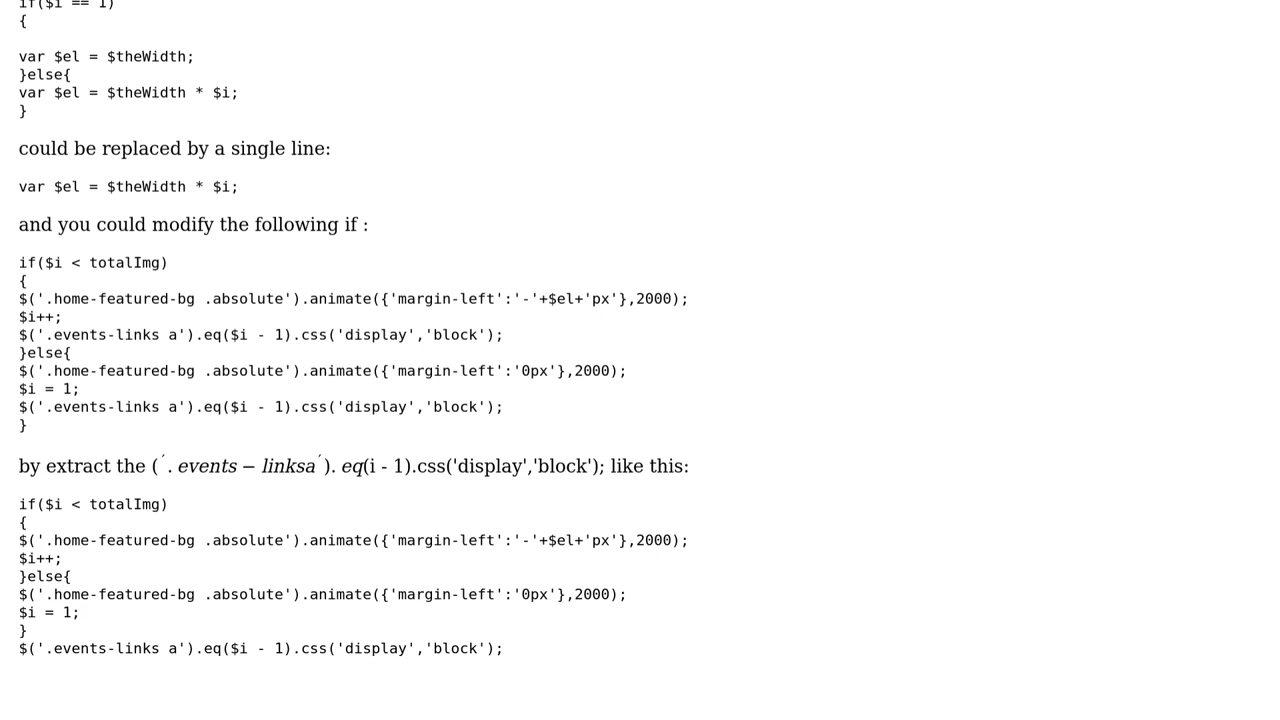 if($i == 1)
{
var $el = $theWidth;
}else{
var $el = $theWidth * $i;
}
could be replaced by a single line:
var $el = $theWidth * $i;
and you could modify the following if :
if($i < totalImg)
{
$('.home-featured-bg .absolute').animate({'margin-left':'-'+$el+'px'},2000);
$i++;
$('.events-links a').eq($i - 1).css('display','block');
}else{
$('.home-featured-bg .absolute').animate({'margin-left':'0px'},2000);
$i = 1;
$('.events-links a').eq($i - 1).css('display','block');
}
by extract the (′. events − linksa′). eq(i - 1).css('display','block'); like this:
if($i < totalImg)
{
$('.home-featured-bg .absolute').animate({'margin-left':'-'+$el+'px'},2000);
$i++;
}else{
$('.home-featured-bg .absolute').animate({'margin-left':'0px'},2000);
$i = 1;
}
$('.events-links a').eq($i - 1).css('display','block');